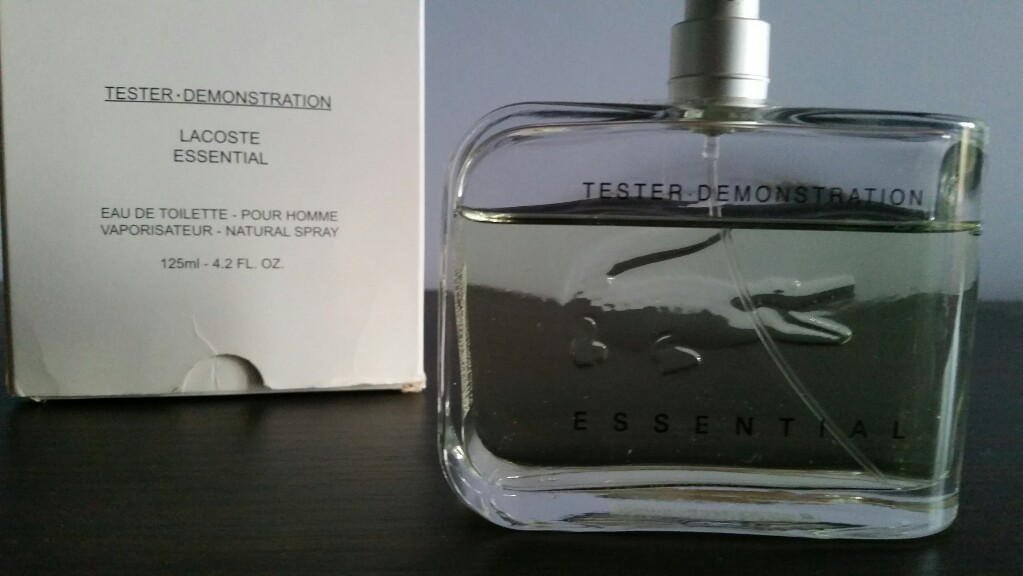 TESTER·DEMONSTRATION
LACOSTE
ESSENTIAL
EAU DE TOILETTE - POUR HOMME
VAPORISATEUR - NATURAL SPRAY
125ml - 4.2 FL. OZ.
TESTER·DEMONSTRATION
ESSENTIAL